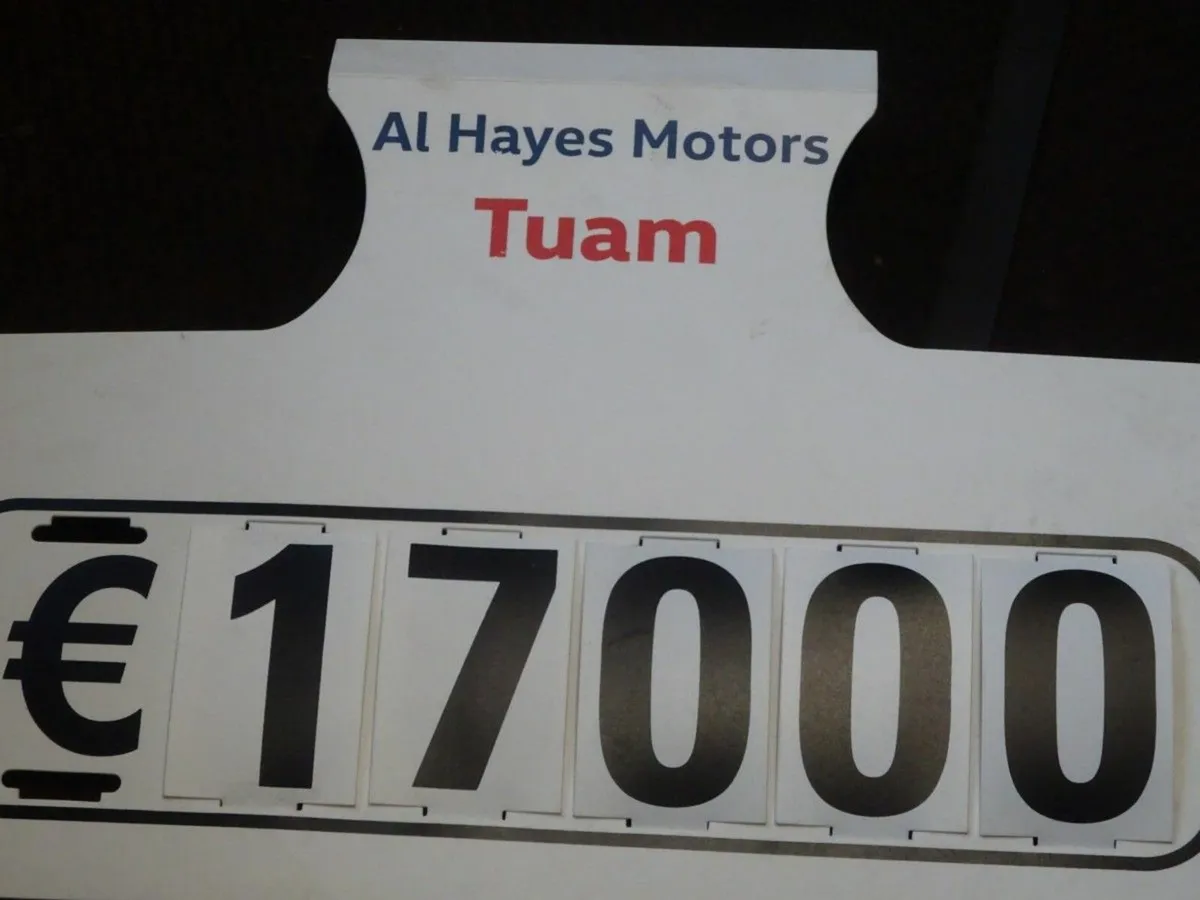 Al Hayes Motors
Tuam
€17000